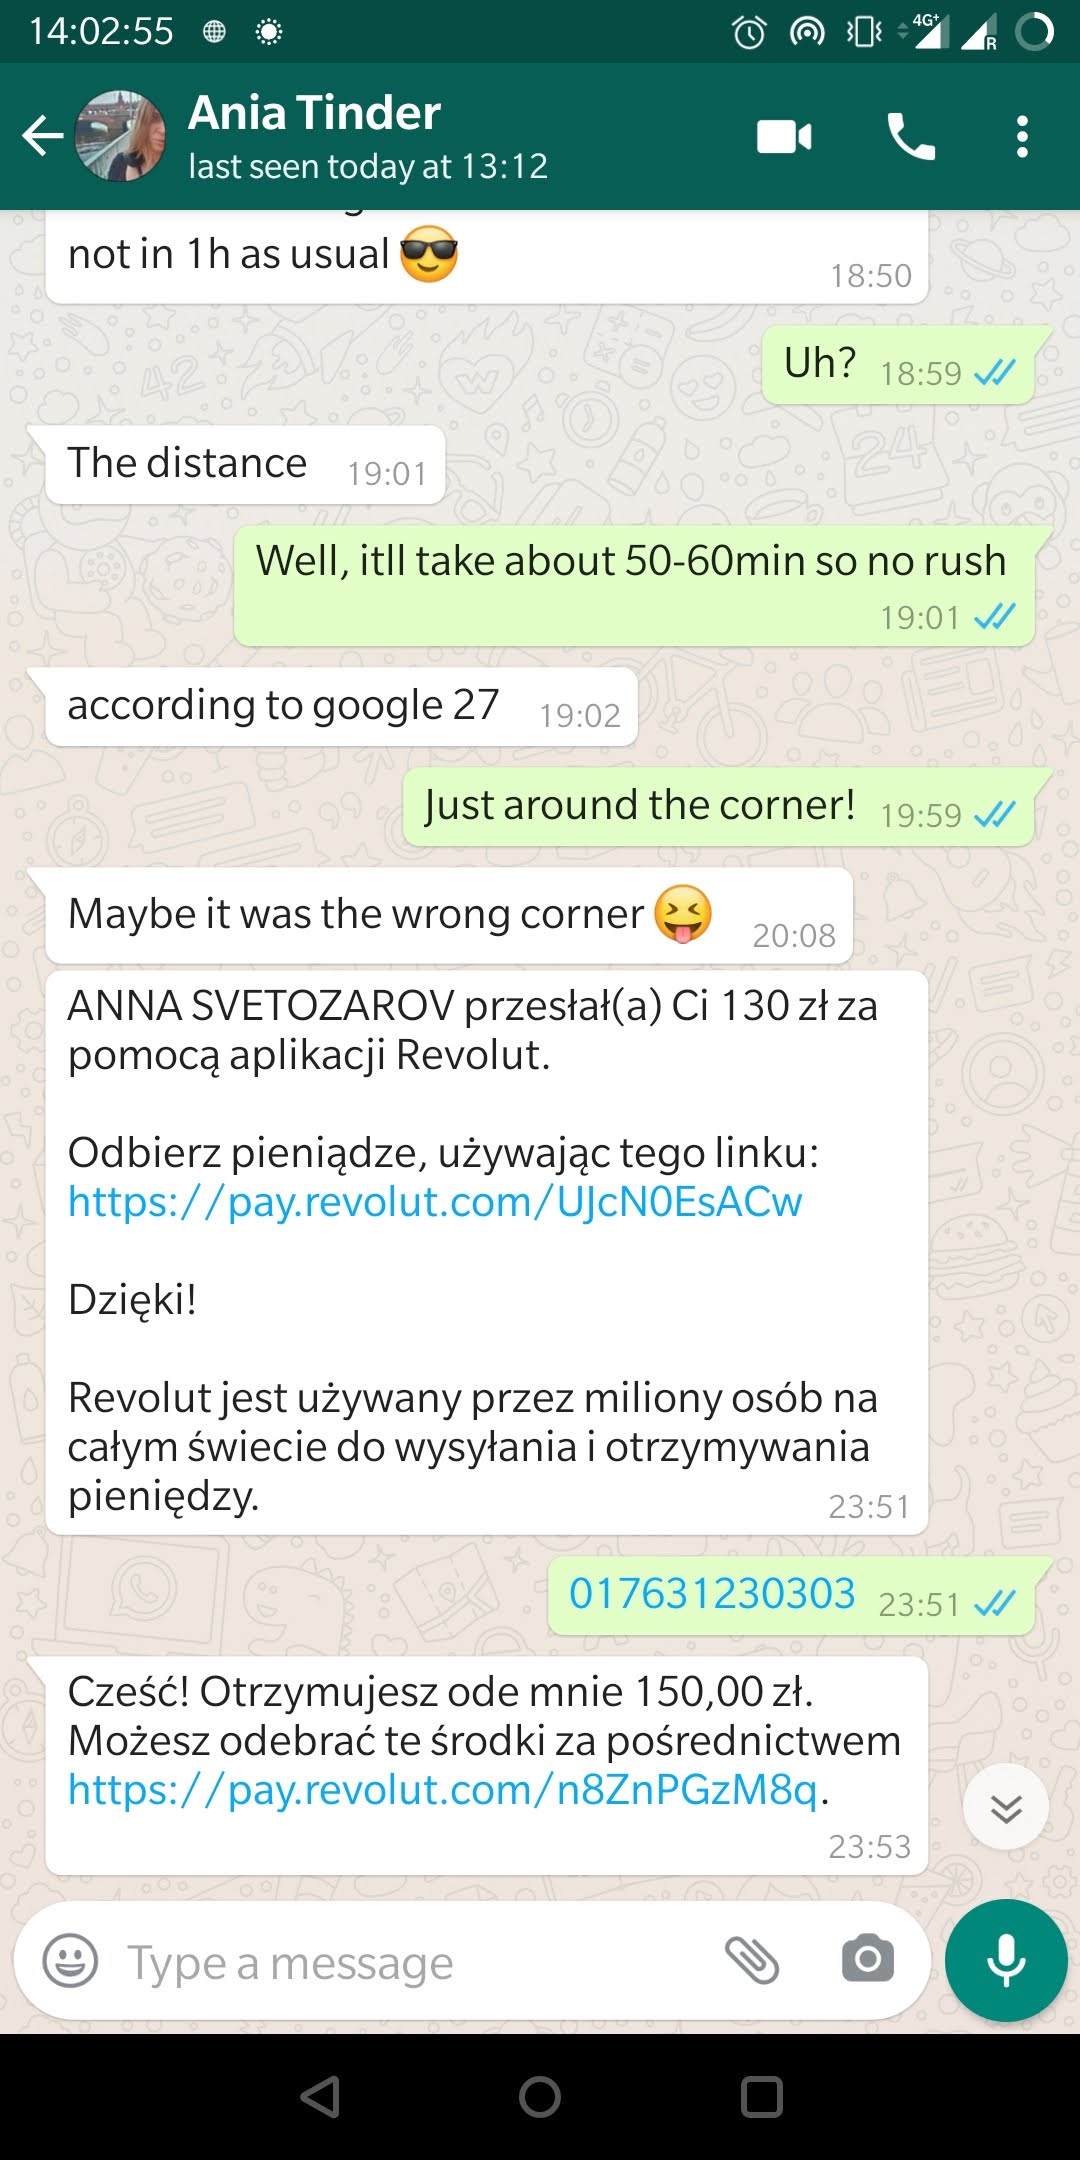 14:02:55
4G+
R
Ania Tinder
last seen today at 13:12
not in 1h as usual 😎
18:50
Uh? 18:59
The distance 19:01
Well, itll take about 50-60min so no rush
19:01
according to google 27 19:02
Just around the corner! 19:59
Maybe it was the wrong corner 😝 20:08
ANNA SVETOZAROV przesłał(a) Ci 130 zł za
pomocą aplikacji Revolut.
Odbierz pieniądze, używając tego linku:
https://pay.revolut.com/UJcN0EsACw
Dzięki!
Revolut jest używany przez miliony osób na
całym świecie do wysyłania i otrzymywania
pieniędzy.
23:51
017631230303 23:51
Cześć! Otrzymujesz ode mnie 150,00 zł.
Możesz odebrać te środki za pośrednictwem
https://pay.revolut.com/n8ZnPGzM8q.
23:53
Type a message